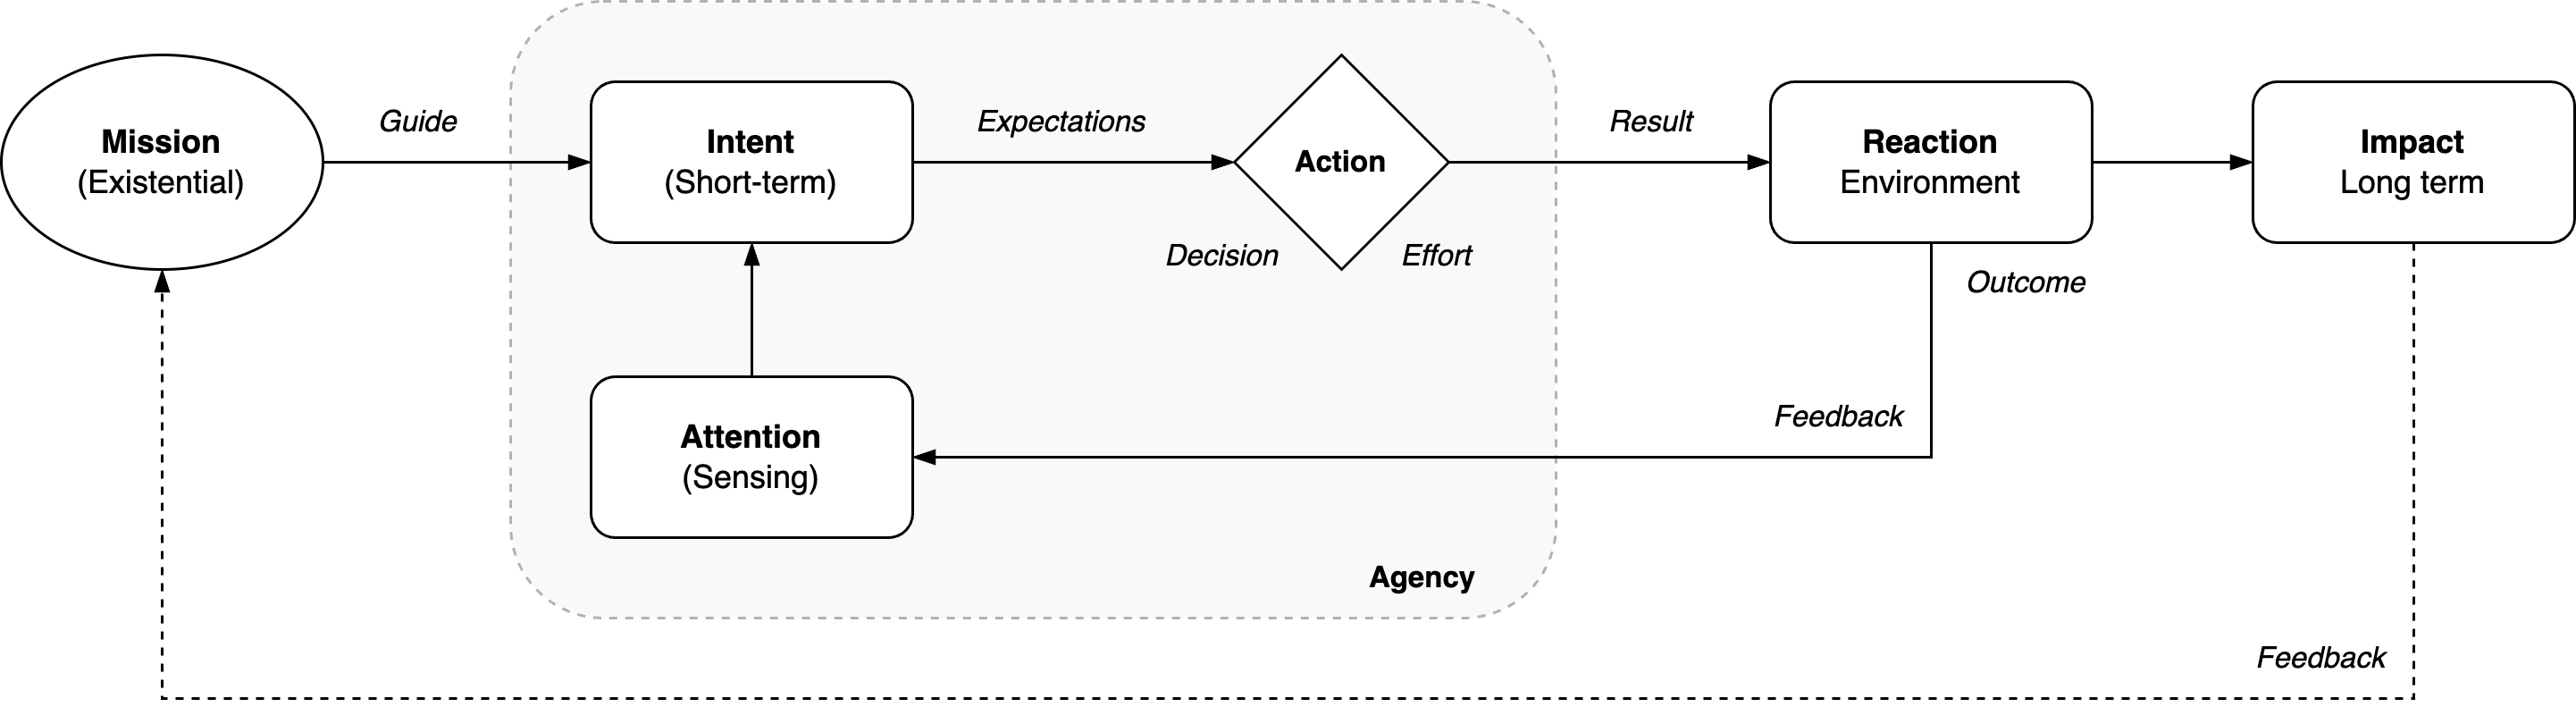 Mission
(Existential)
Guide
Intent
(Short-term)
Expectations
Action
Decision
Effort
Result
Reaction
Environment
Impact
Long term
Outcome
Attention
(Sensing)
Feedback
Agency
Feedback